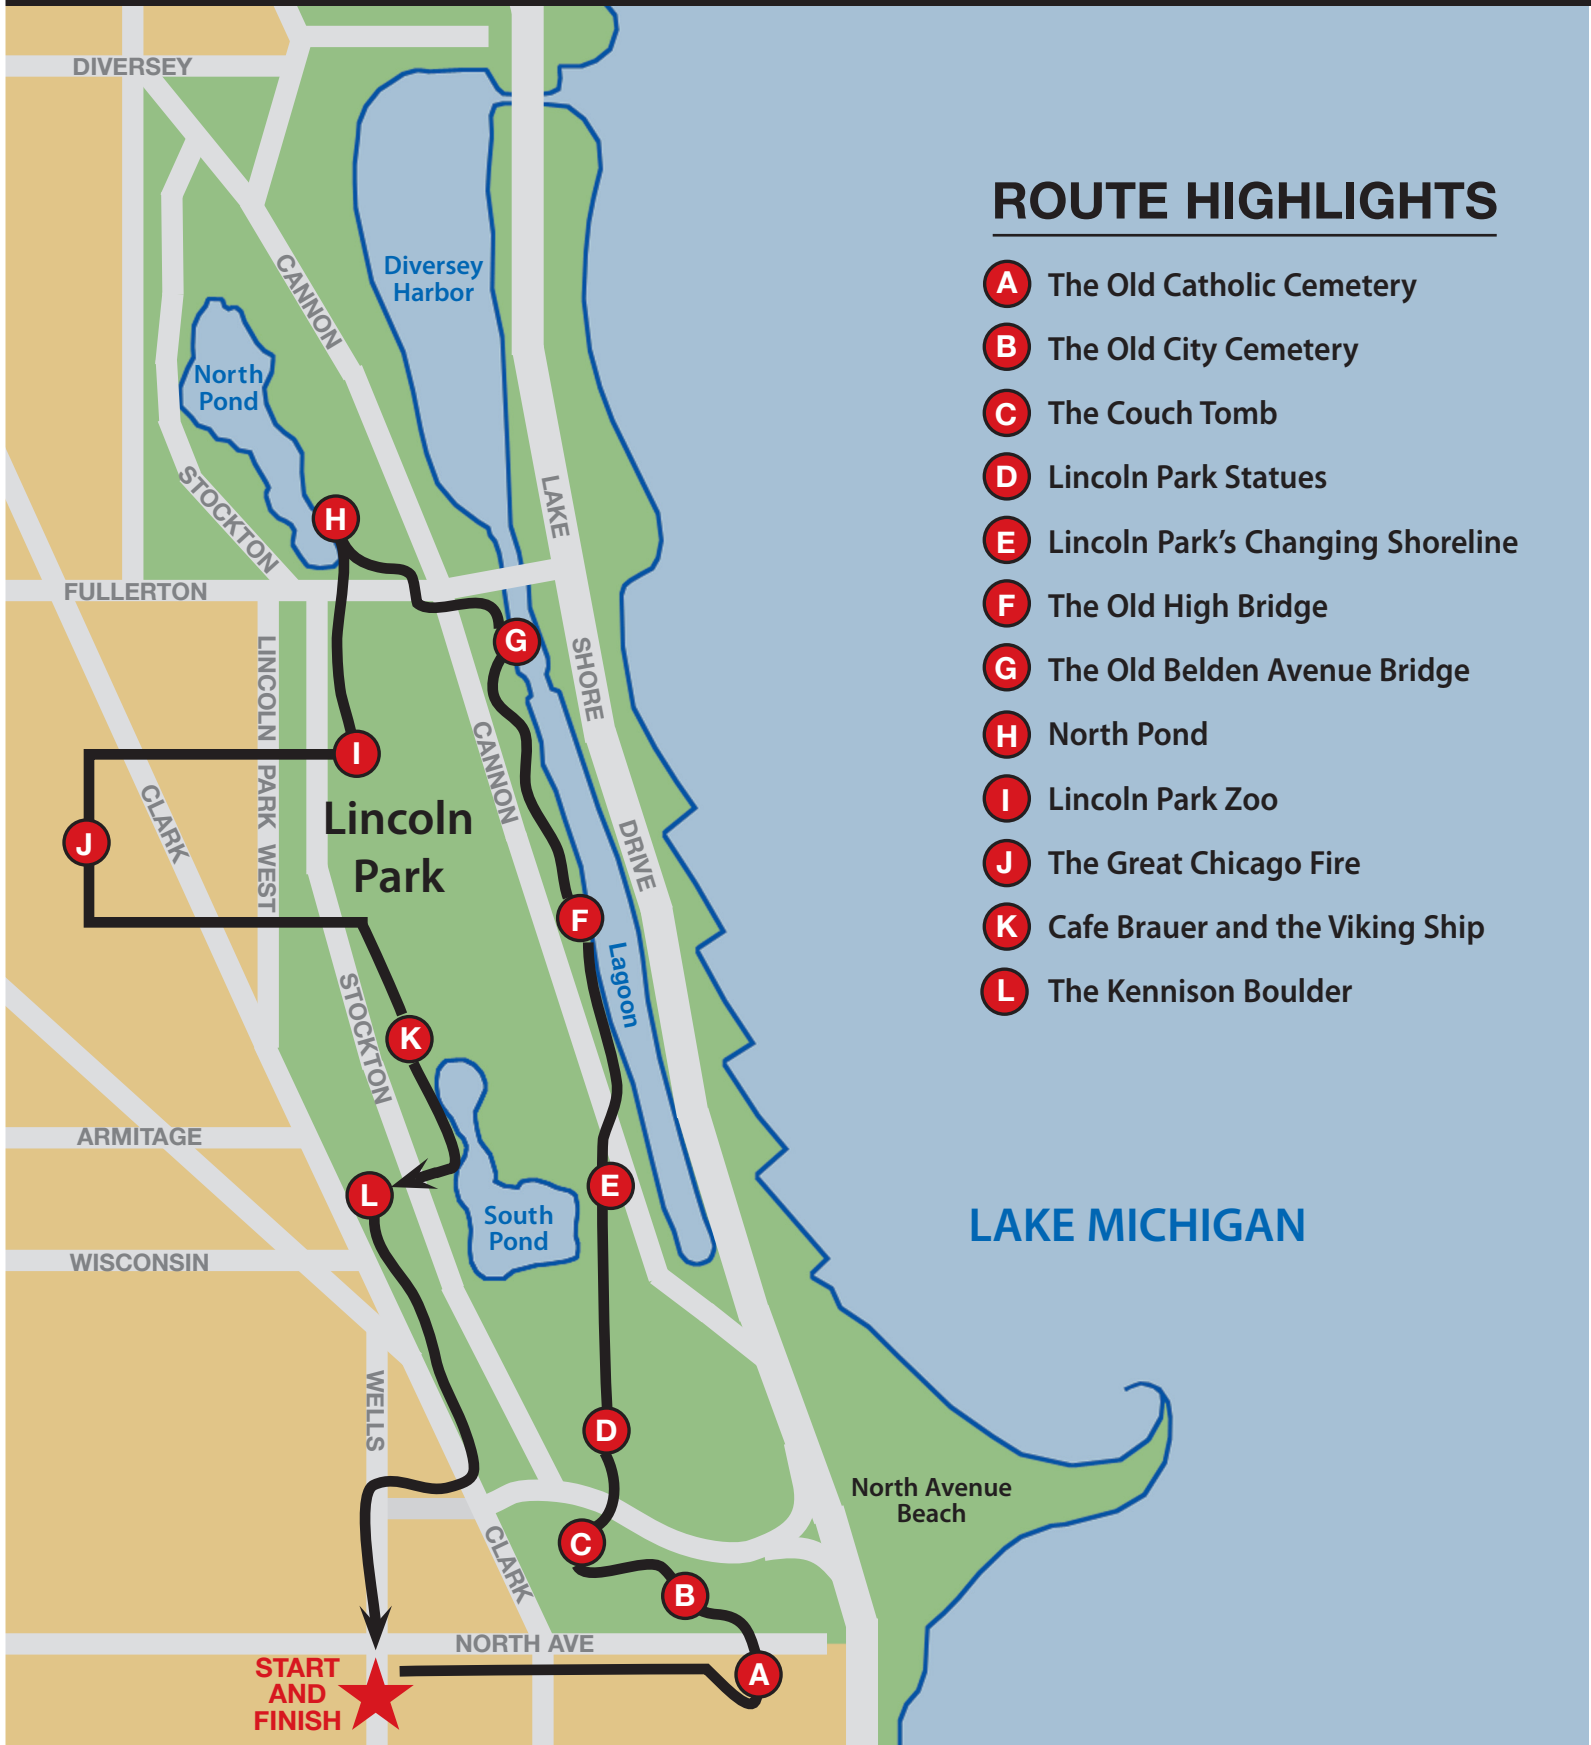 DIVERSEY
CANNON
Diversey
Harbor
North
Pond
STOCKTON
LAKE
H
FULLERTON
G
LINCOLN PARK WEST
SHORE
CANNON
I
CLARK
J
Lincoln
Park
DRIVE
F
Lagoon
STOCKTON
K
ARMITAGE
L
E
South
Pond
WISCONSIN
WELLS
D
C
CLARK
B
NORTH AVE
A
START
AND
FINISH
North Avenue
Beach
LAKE MICHIGAN
ROUTE HIGHLIGHTS
A The Old Catholic Cemetery
B The Old City Cemetery
C The Couch Tomb
D Lincoln Park Statues
E Lincoln Park’s Changing Shoreline
F The Old High Bridge
G The Old Belden Avenue Bridge
H North Pond
I Lincoln Park Zoo
J The Great Chicago Fire
K Cafe Brauer and the Viking Ship
L The Kennison Boulder